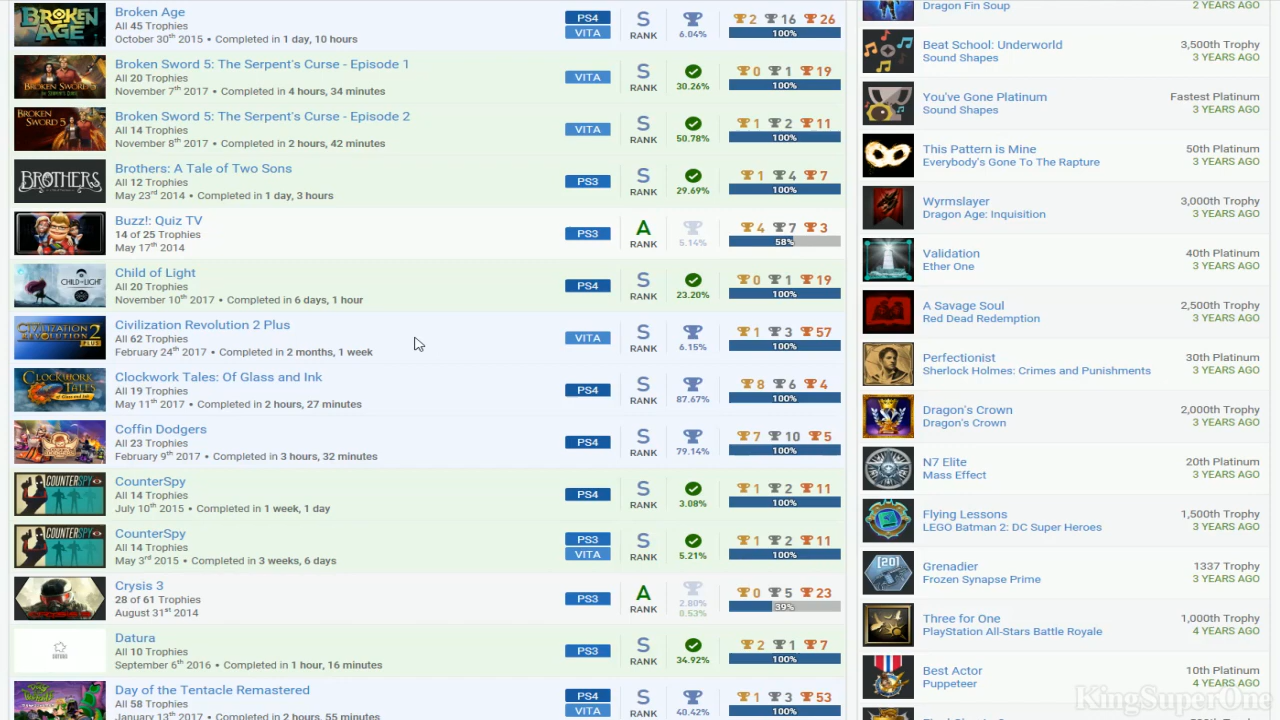 Broken Age
All 45 Trophies
October 30th 2015 • Completed in 1 day, 10 hours
PS4
VITA
S
RANK
6.04%
2 16 26
100%
Broken Sword 5: The Serpent's Curse - Episode 1
All 20 Trophies
November 7th 2017 • Completed in 4 hours, 34 minutes
VITA
S
RANK
30.26%
0 1 19
100%
Broken Sword 5: The Serpent's Curse - Episode 2
All 14 Trophies
November 8th 2017 • Completed in 2 hours, 42 minutes
VITA
S
RANK
50.78%
1 2 11
100%
Brothers: A Tale of Two Sons
All 12 Trophies
May 23rd 2014 • Completed in 1 day, 3 hours
PS3
S
RANK
29.69%
1 4 7
100%
Buzz!: Quiz TV
14 of 25 Trophies
May 17th 2014
PS3
A
RANK
5.14%
4 7 3
58%
Child of Light
All 20 Trophies
November 10th 2017 • Completed in 6 days, 1 hour
PS4
S
RANK
23.20%
0 1 19
100%
Civilization Revolution 2 Plus
All 62 Trophies
February 24th 2017 • Completed in 2 months, 1 week
VITA
S
RANK
6.15%
1 3 57
100%
Clockwork Tales: Of Glass and Ink
All 19 Trophies
May 11th 2017 • Completed in 2 hours, 27 minutes
PS4
S
RANK
87.67%
8 6 4
100%
Coffin Dodgers
All 23 Trophies
February 9th 2017 • Completed in 3 hours, 32 minutes
PS4
S
RANK
79.14%
7 10 5
100%
CounterSpy
All 14 Trophies
July 10th 201 • Completed in 1 week, 1 day
PS4
S
RANK
3.08%
1 2 11
100%
CounterSpy
All 14 Trophies
May 3rd 2015 • Completed in 3 weeks, 6 days
PS3
VITA
S
RANK
5.21%
1 2 11
100%
Crysis 3
28 of 61 Trophies
August 31st 2014
PS3
A
RANK
2.80%
0.53%
0 5 23
39%
Datura
All 10 Trophies
September 6th • Completed in 1 hour, 16 minutes
PS3
S
RANK
34.92%
2 1 7
100%
Day of the Tentacle Remastered
All 58 Trophies
Completed in 2 hours, 55 minutes
PS4
VITA
S
RANK
40.42%
1 3 53
100%
Dragon Fin Soup
2 YEARS AGO
Beat School: Underworld
Sound Shapes
3,500th Trophy
3 YEARS AGO
You've Gone Platinum
Sound Shapes
Fastest Platinum
3 YEARS AGO
This Pattern is Mine
Everybody's Gone To The Rapture
50th Platinum
3 YEARS AGO
Wyrmslayer
Dragon Age: Inquisition
3,000th Trophy
3 YEARS AGO
Validation
Ether One
40th Platinum
3 YEARS AGO
A Savage Soul
Red Dead Redemption
2,500th Trophy
3 YEARS AGO
Perfectionist
Sherlock Holmes: Crimes and Punishments
30th Platinum
3 YEARS AGO
Dragon's Crown
Dragon's Crown
2,000th Trophy
3 YEARS AGO
N7 Elite
Mass Effect
20th Platinum
3 YEARS AGO
Flying Lessons
LEGO Batman 2: DC Super Heroes
1,500th Trophy
3 YEARS AGO
Grenadier
Frozen Synapse Prime
1337 Trophy
3 YEARS AGO
Three for One
PlayStation All-Stars Battle Royale
1,000th Trophy
4 YEARS AGO
Best Actor
Puppeteer
10th Platinum
4 YEARS AGO
KingSuperOne